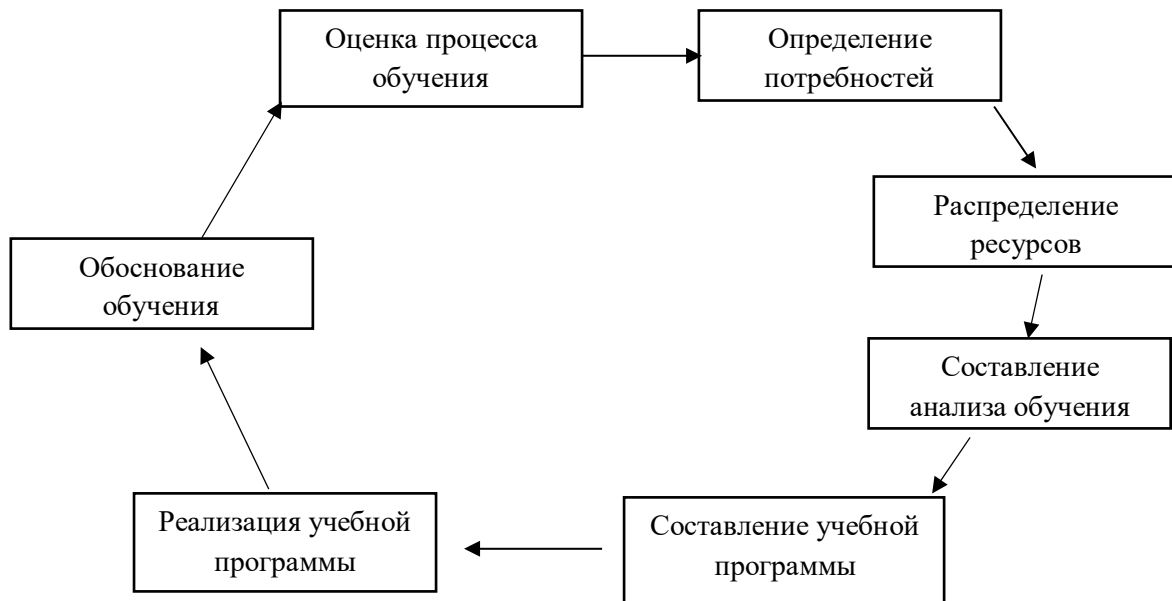 Оценка процесса
обучения
Определение
потребностей
Распределение
ресурсов
Обоснование
обучения
Составление
анализа обучения
Реализация учебной
программы
Составление учебной
программы